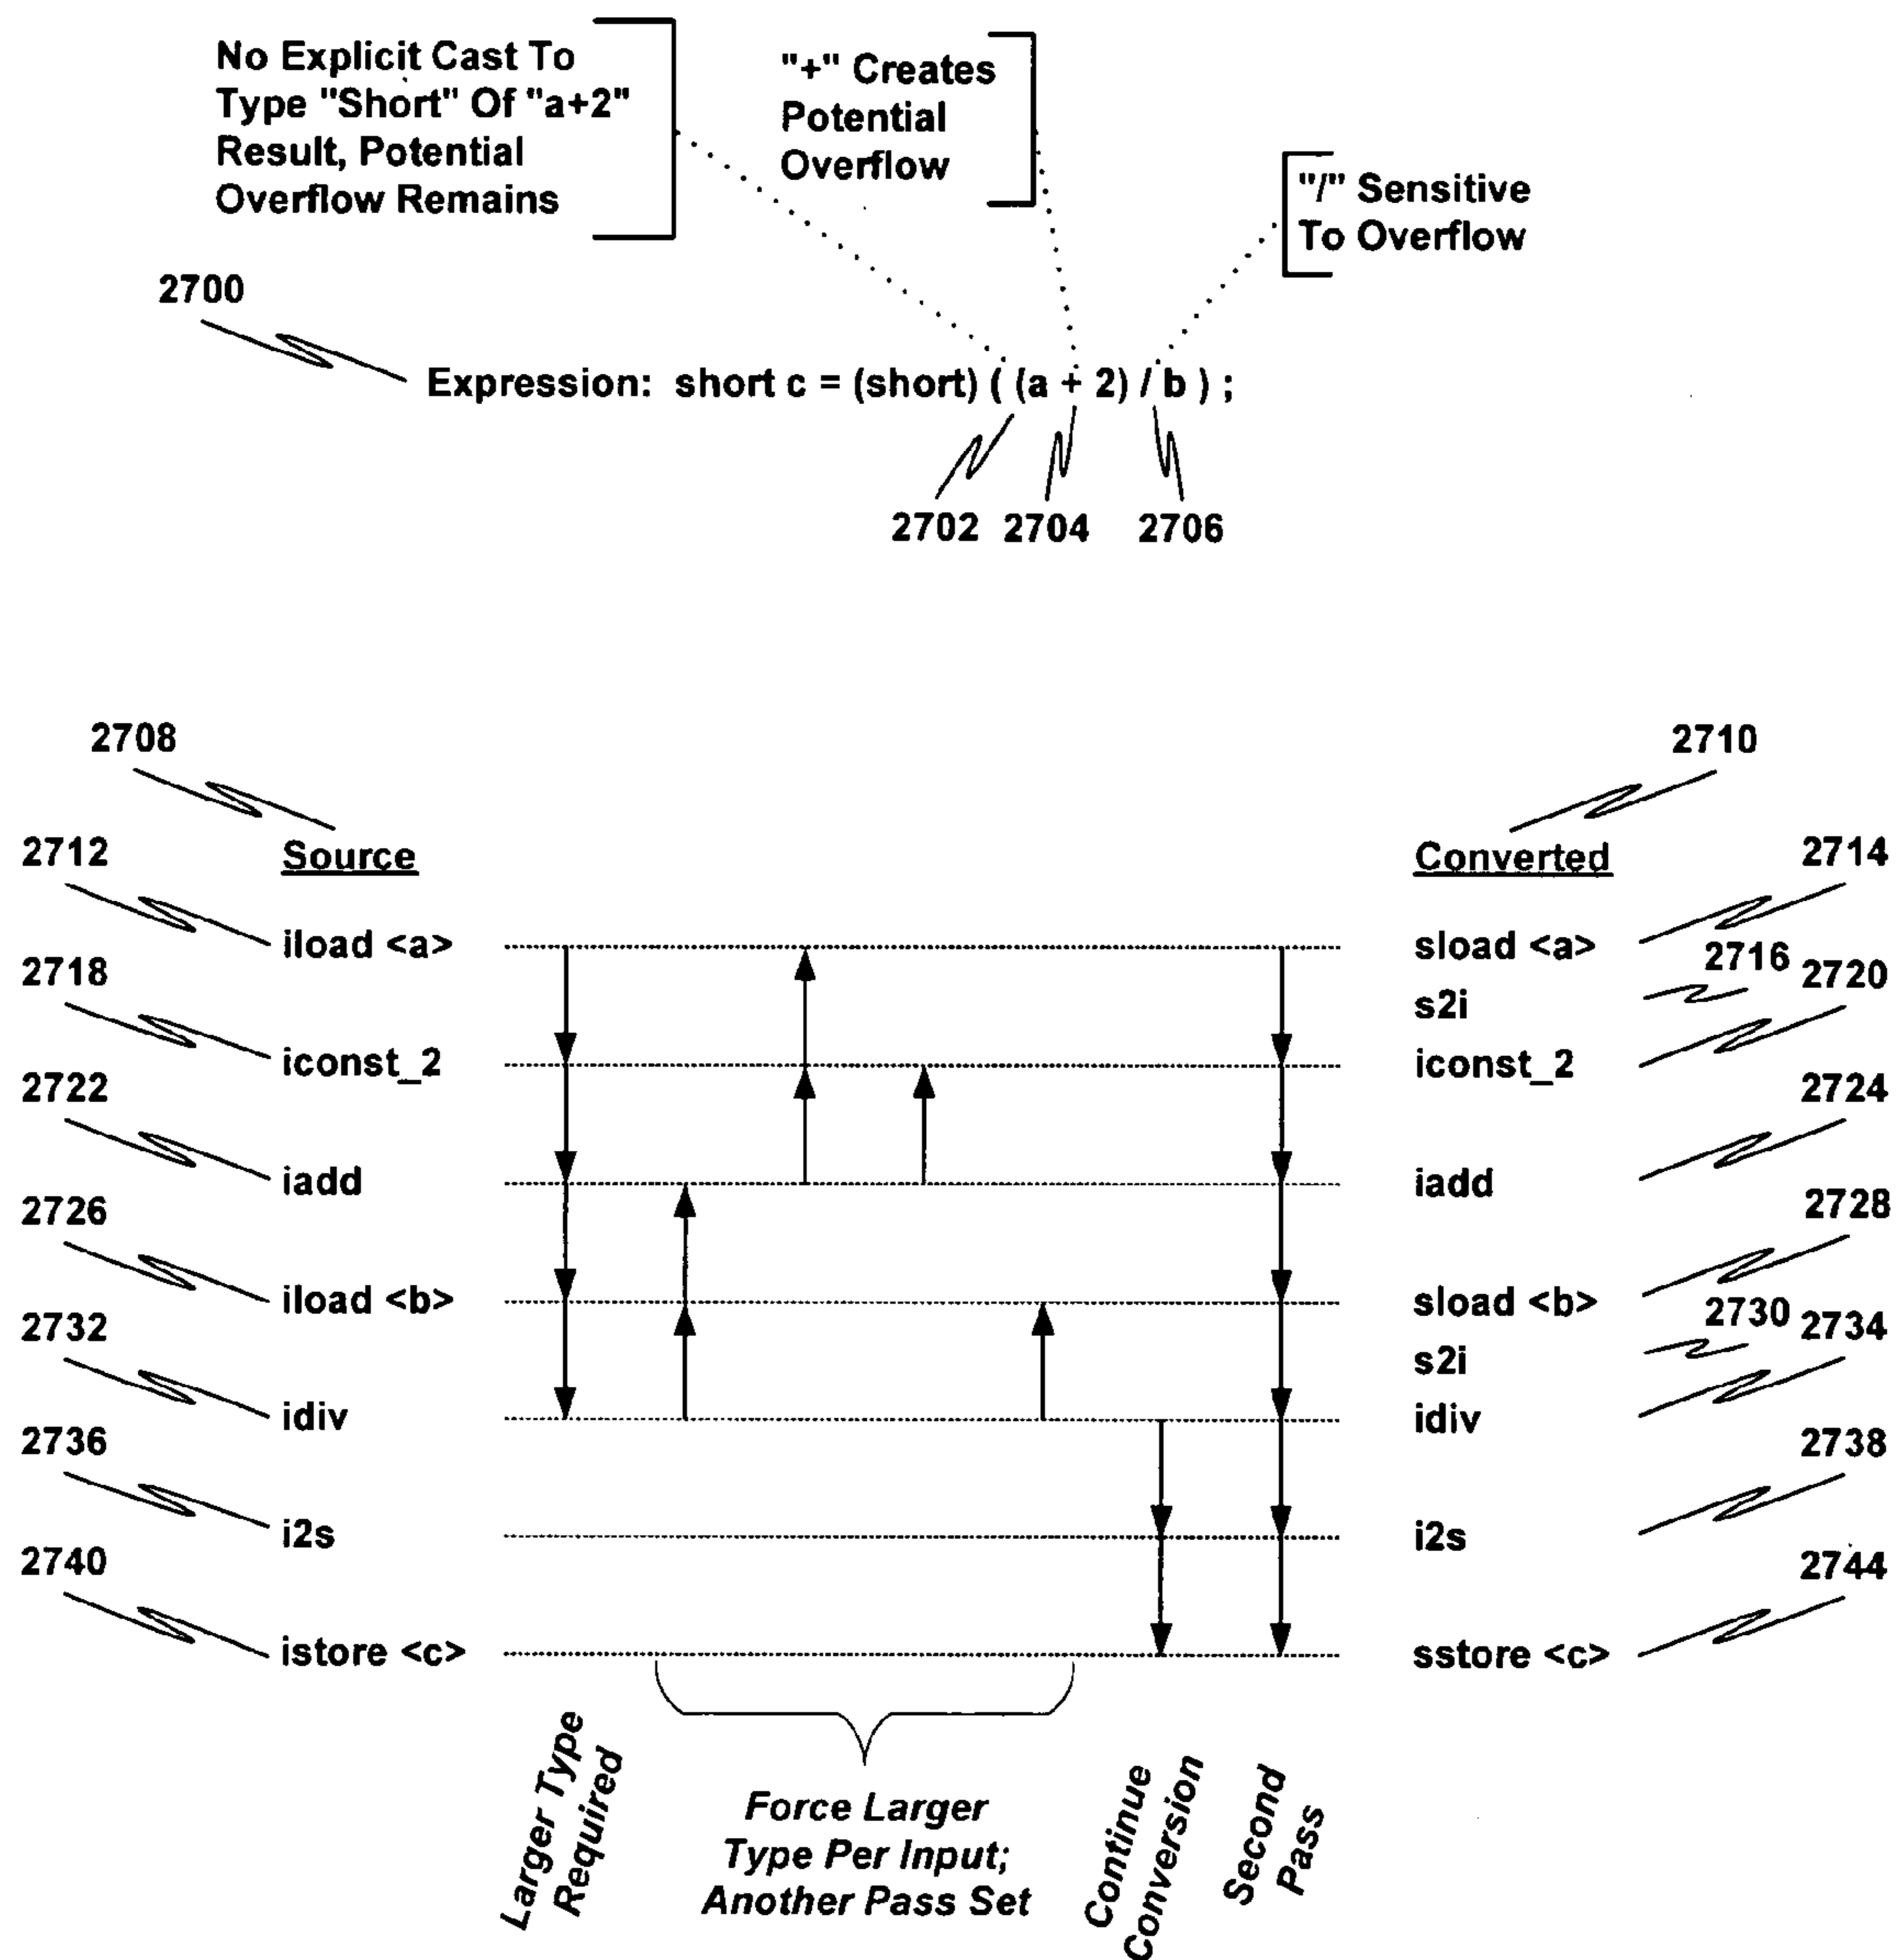 No Explicit Cast To
Type "Short" Of "a+2"
Result, Potential
Overflow Remains
"+" Creates
Potential
Overflow
"/" Sensitive
To Overflow
2700
Expression: short c = (short) ( (a + 2) / b ) ;
2702 2704 2706
2708
2710
2712
Source
Converted
2714
iload <a>
sload <a>
2716
2718
s2i
2720
iconst_2
iconst_2
2722
2724
iadd
iadd
2726
2728
iload <b>
sload <b>
2730
2732
s2i
2734
idiv
idiv
2736
2738
i2s
i2s
2740
2744
istore <c>
sstore <c>
Larger Type
Required
Force Larger
Type Per Input;
Another Pass Set
Continue
Conversion
Second
Pass